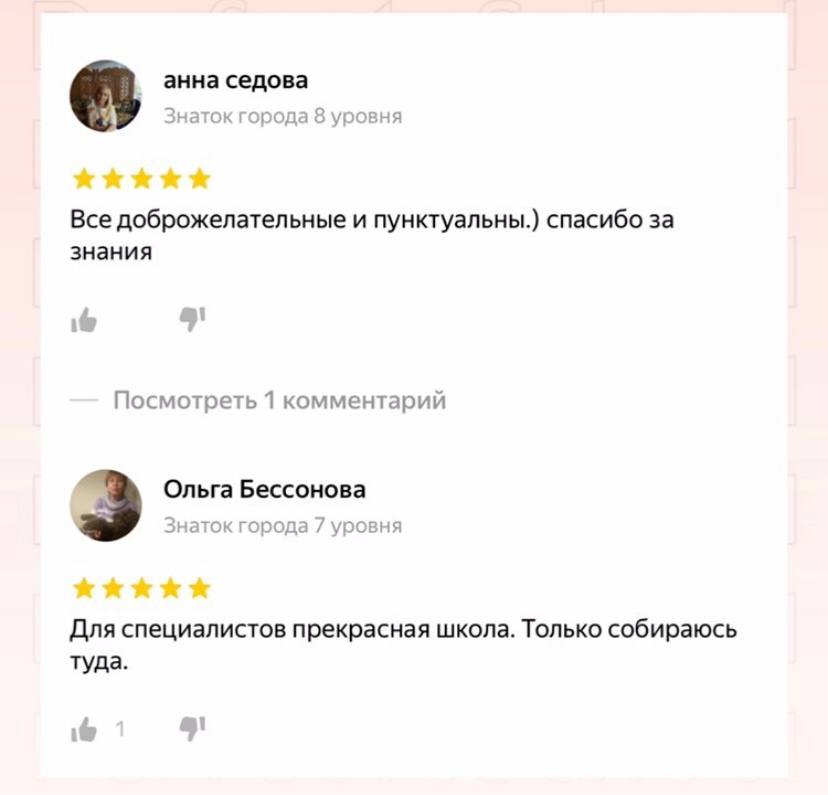 анна седова
Знаток города 8 уровня
Все доброжелательные и пунктуальны.) спасибо за
знания
Посмотреть 1 комментарий
Ольга Бессонова
Знаток города 7 уровня
Для специалистов прекрасная школа. Только собираюсь
туда.
1